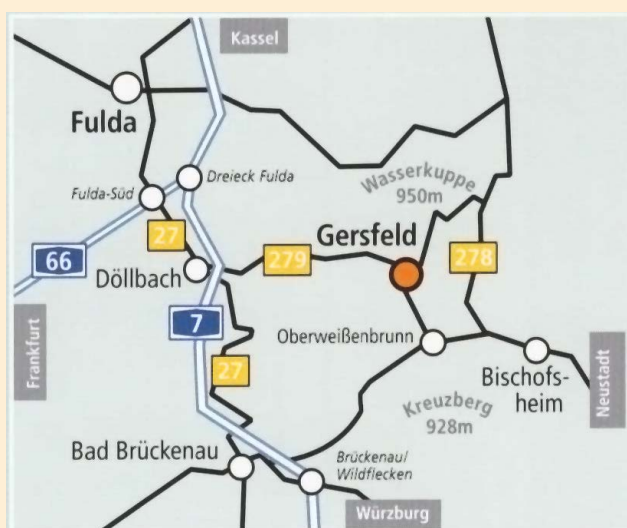 Kassel
Fulda
Dreieck Fulda
Fulda-Süd
Wasserkuppe
950m
27
Gersfeld
66
279
278
Döllbach
7
Frankfurt
Oberweißenbrunn
27
Bischofs-
heim
Neustadt
Kreuzberg
928m
Bad Brückenau
Brückenau/
Wildflecken
Würzburg